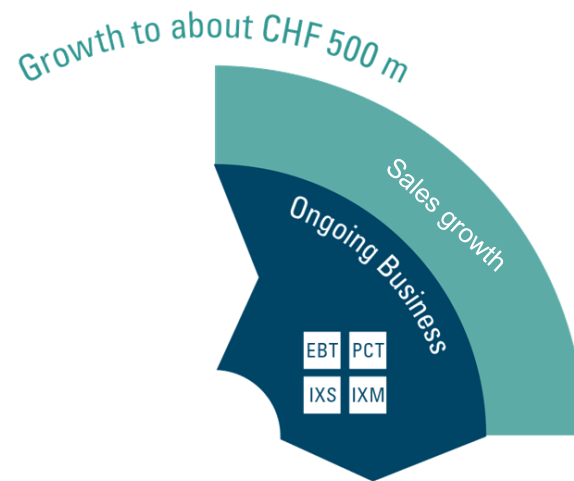 Growth to about CHF 500 m
Sales growth
Ongoing Business
EBT PCT
IXS IXM